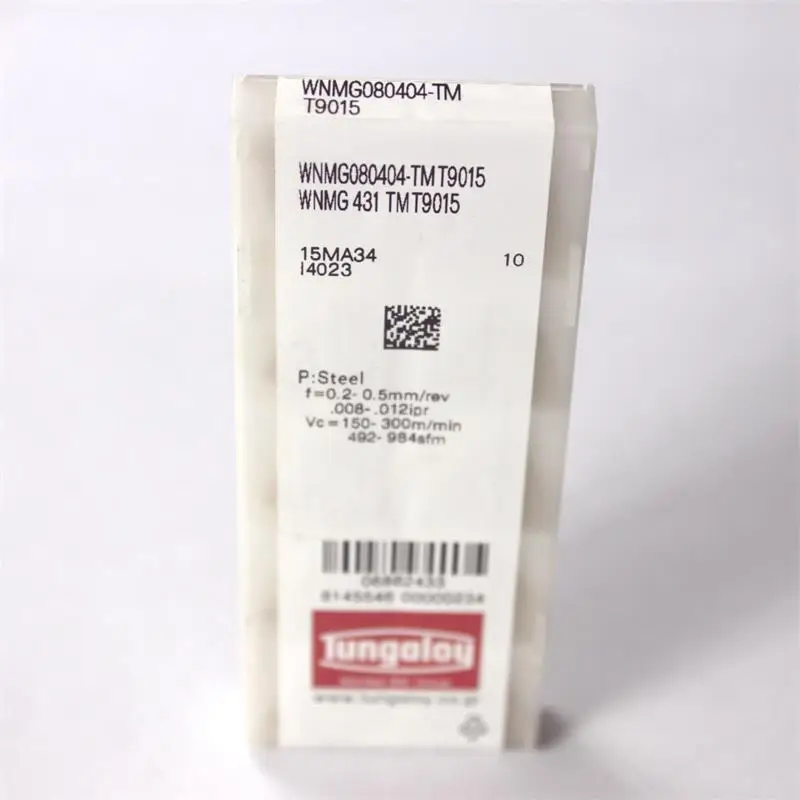 WNMG080404-TM
T9015
WNMG080404-TM T9015
WNMG 431 TM T9015
15MA34 10
I4023
P:Steel
f=0.2- 0.5mm/rev
.008- .012ipr
Vc=150- 300m/min
492- 984sfm
Tungaloy